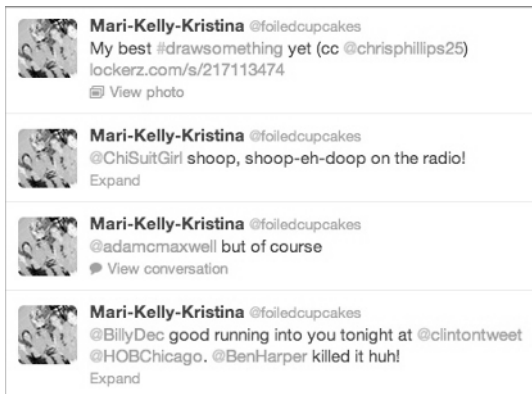 Mari-Kelly-Kristina @foiledcupcakes
My best #drawsomething yet (cc @chrisphillips25)
lockerz.com/s/217113474
View photo
Mari-Kelly-Kristina @foiledcupcakes
@ChiSuitGirl shoop, shoop-eh-doop on the radio!
Expand
Mari-Kelly-Kristina @foiledcupcakes
@adamcmaxwell but of course
View conversation
Mari-Kelly-Kristina @foiledcupcakes
@BillyDec good running into you tonight at @clintontweet
@HOBChicago. @BenHarper killed it huh!
Expand